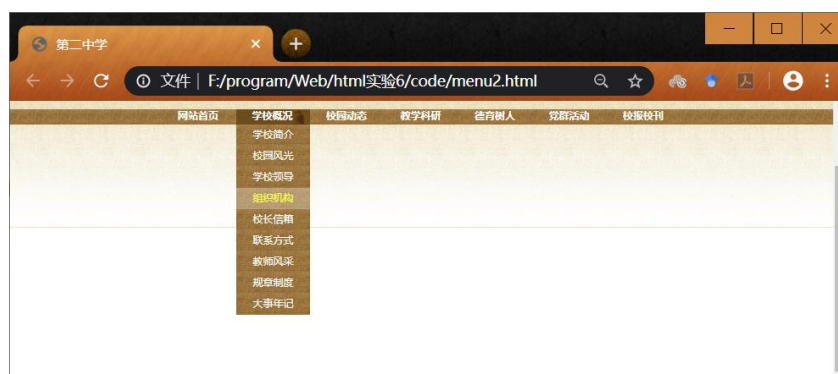 第二中学
文件 | F:/program/Web/html实验6/code/menu2.html
网站首页 学校概况 校园动态 教学科研 德育树人 党群活动 校报校刊
学校简介
校园风光
学校领导
组织机构
校长信箱
联系方式
教师风采
规章制度
大事年记